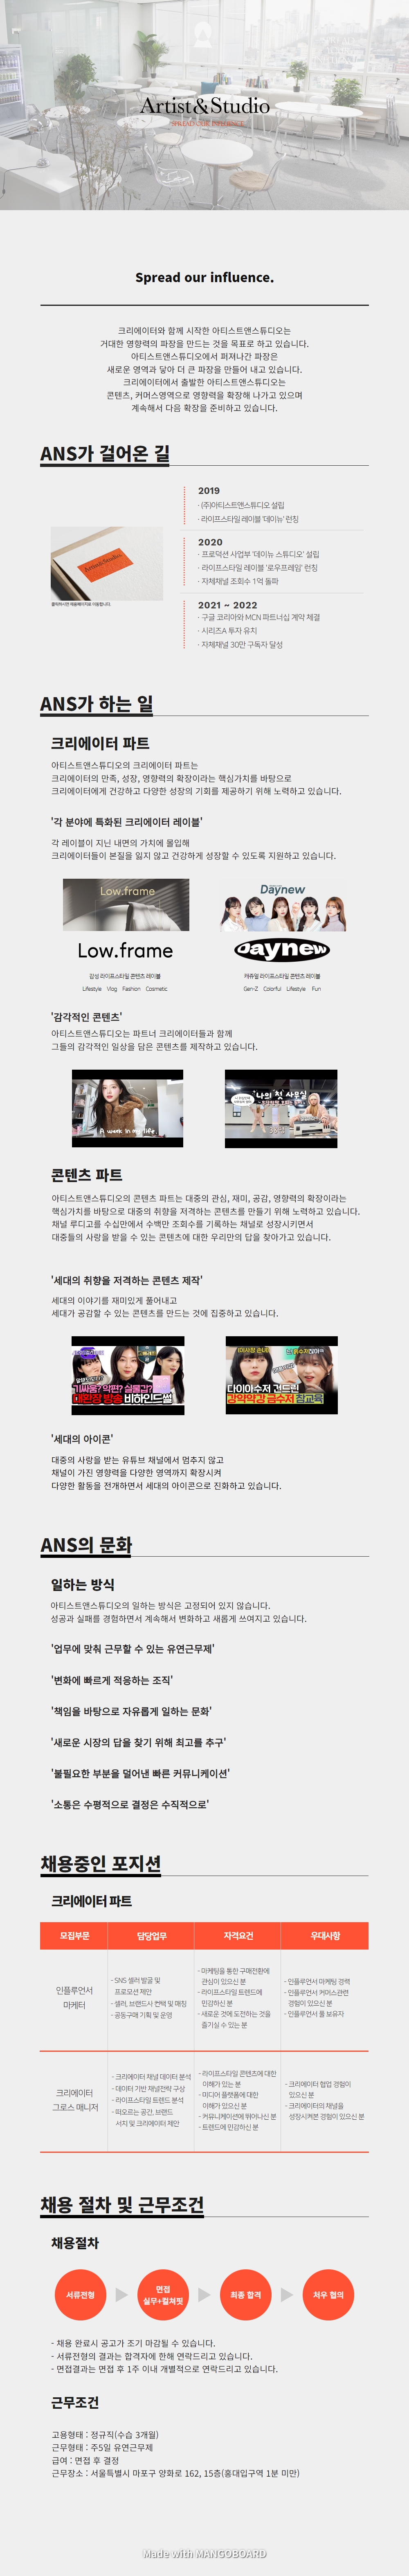 Artist&Studio
SPREAD OUR INFLUENCE
Spread our influence.
크리에이터와 함께 시작한 아티스트앤스튜디오는
거대한 영향력의 파장을 만드는 것을 목표로 하고 있습니다.
아티스트앤스튜디오에서 퍼져나간 파장은
새로운 영역과 닿아 더 큰 파장을 만들어 내고 있습니다.
크리에이터에서 출발한 아티스트앤스튜디오는
콘텐츠, 커머스영역으로 영향력을 확장해 나가고 있으며
계속해서 다음 확장을 준비하고 있습니다.
ANS가 걸어온 길
2019
· (주)아티스트앤스튜디오 설립
· 라이프스타일 레이블 '데이뉴' 런칭
2020
· 프로덕션 사업부 '데이뉴 스튜디오' 설립
· 라이프스타일 레이블 '로우프레임' 런칭
· 자체채널 조회수 1억 돌파
Artist&Studio
클릭하시면 채용페이지로 이동합니다.
2021 ~ 2022
· 구글 코리아와 MCN 파트너십 계약 체결
· 시리즈A 투자 유치
· 자체채널 30만 구독자 달성
ANS가 하는 일
크리에이터 파트
아티스트앤스튜디오의 크리에이터 파트는
크리에이터의 만족, 성장, 영향력의 확장이라는 핵심가치를 바탕으로
크리에이터에게 건강하고 다양한 성장의 기회를 제공하기 위해 노력하고 있습니다.
'각 분야에 특화된 크리에이터 레이블'
각 레이블이 지닌 내면의 가치에 몰입해
크리에이터들이 본질을 잃지 않고 건강하게 성장할 수 있도록 지원하고 있습니다.
Low.frame
Daynew
Low.frame
Daynew
감성 라이프스타일 콘텐츠 레이블
캐쥬얼 라이프스타일 콘텐츠 레이블
Lifestyle Vlog Fashion Cosmetic
Gen-Z Colorful Lifestyle Fun
'감각적인 콘텐츠'
아티스트앤스튜디오는 파트너 크리에이터들과 함께
그들의 감각적인 일상을 담은 콘텐츠를 제작하고 있습니다.
A week in my life
'나의 첫 사무실
콘텐츠 파트
아티스트앤스튜디오의 콘텐츠 파트는 대중의 관심, 재미, 공감, 영향력의 확장이라는
핵심가치를 바탕으로 대중의 취향을 저격하는 콘텐츠를 만들기 위해 노력하고 있습니다.
채널 루디고를 수십만에서 수백만 조회수를 기록하는 채널로 성장시키면서
대중들의 사랑을 받을 수 있는 콘텐츠에 대한 우리만의 답을 찾아가고 있습니다.
'세대의 취향을 저격하는 콘텐츠 제작'
세대의 이야기를 재미있게 풀어내고
세대가 공감할 수 있는 콘텐츠를 만드는 것에 집중하고 있습니다.
기싸움? 악편? 실물갑?
대환장 방송 비하인드썰
다이아수저 건드린
강약약강 금수저 참교육
'세대의 아이콘'
대중의 사랑을 받는 유튜브 채널에서 멈추지 않고
채널이 가진 영향력을 다양한 영역까지 확장시켜
다양한 활동을 전개하면서 세대의 아이콘으로 진화하고 있습니다.
ANS의 문화
일하는 방식
아티스트앤스튜디오의 일하는 방식은 고정되어 있지 않습니다.
성공과 실패를 경험하면서 계속해서 변화하고 새롭게 쓰여지고 있습니다.
'업무에 맞춰 근무할 수 있는 유연근무제'
'변화에 빠르게 적응하는 조직'
'책임을 바탕으로 자유롭게 일하는 문화'
'새로운 시장의 답을 찾기 위해 최고를 추구'
'불필요한 부분을 덜어낸 빠른 커뮤니케이션'
'소통은 수평적으로 결정은 수직적으로'
채용중인 포지션
크리에이터 파트
모집부문 담당업무 자격요건 우대사항
인플루언서
마케터
- SNS 셀러 발굴 및
프로모션 제안
- 셀러, 브랜드사 컨택 및 매칭
- 공동구매 기획 및 운영
- 마케팅을 통한 구매전환에
관심이 있으신 분
- 라이프스타일 트렌드에
민감하신 분
- 새로운 것에 도전하는 것을
즐기실 수 있는 분
- 인플루언서 마케팅 경력
- 인플루언서 커머스관련
경험이 있으신 분
- 인플루언서 풀 보유자
크리에이터
그로스 매니저
- 크리에이터 채널 데이터 분석
- 데이터 기반 채널전략 구상
- 라이프스타일 트렌드 분석
- 떠오르는 공간, 브랜드
서치 및 크리에이터 제안
- 라이프스타일 콘텐츠에 대한
이해가 있는 분
- 미디어 플랫폼에 대한
이해가 있으신 분
- 커뮤니케이션에 뛰어나신 분
- 트렌드에 민감하신 분
- 크리에이터 협업 경험이
있으신 분
- 크리에이터의 채널을
성장시켜본 경험이 있으신 분
채용 절차 및 근무조건
채용절차
서류전형
면접
실무+컬쳐핏
최종 합격
처우 협의
- 채용 완료시 공고가 조기 마감될 수 있습니다.
- 서류전형의 결과는 합격자에 한해 연락드리고 있습니다.
- 면접결과는 면접 후 1주 이내 개별적으로 연락드리고 있습니다.
근무조건
고용형태 : 정규직(수습 3개월)
근무형태 : 주5일 유연근무제
급여 : 면접 후 결정
근무장소 : 서울특별시 마포구 양화로 162, 15층(홍대입구역 1분 미만)
Made with MANGOBOARD